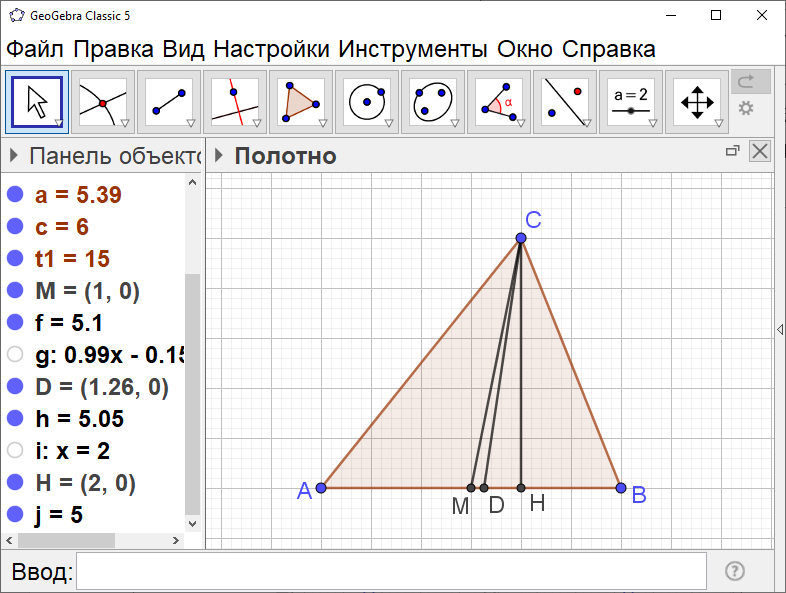 GeoGebra Classic 5
Файл Правка Вид Настройки Инструменты Окно Справка
α
a=2
Панель объекто
Полотно
a = 5.39
c = 6
t1 = 15
M = (1, 0)
f = 5.1
g: 0.99x - 0.15
D = (1.26, 0)
h = 5.05
i: x = 2
H = (2, 0)
j = 5
C
A
M
D
H
B
Ввод:
?